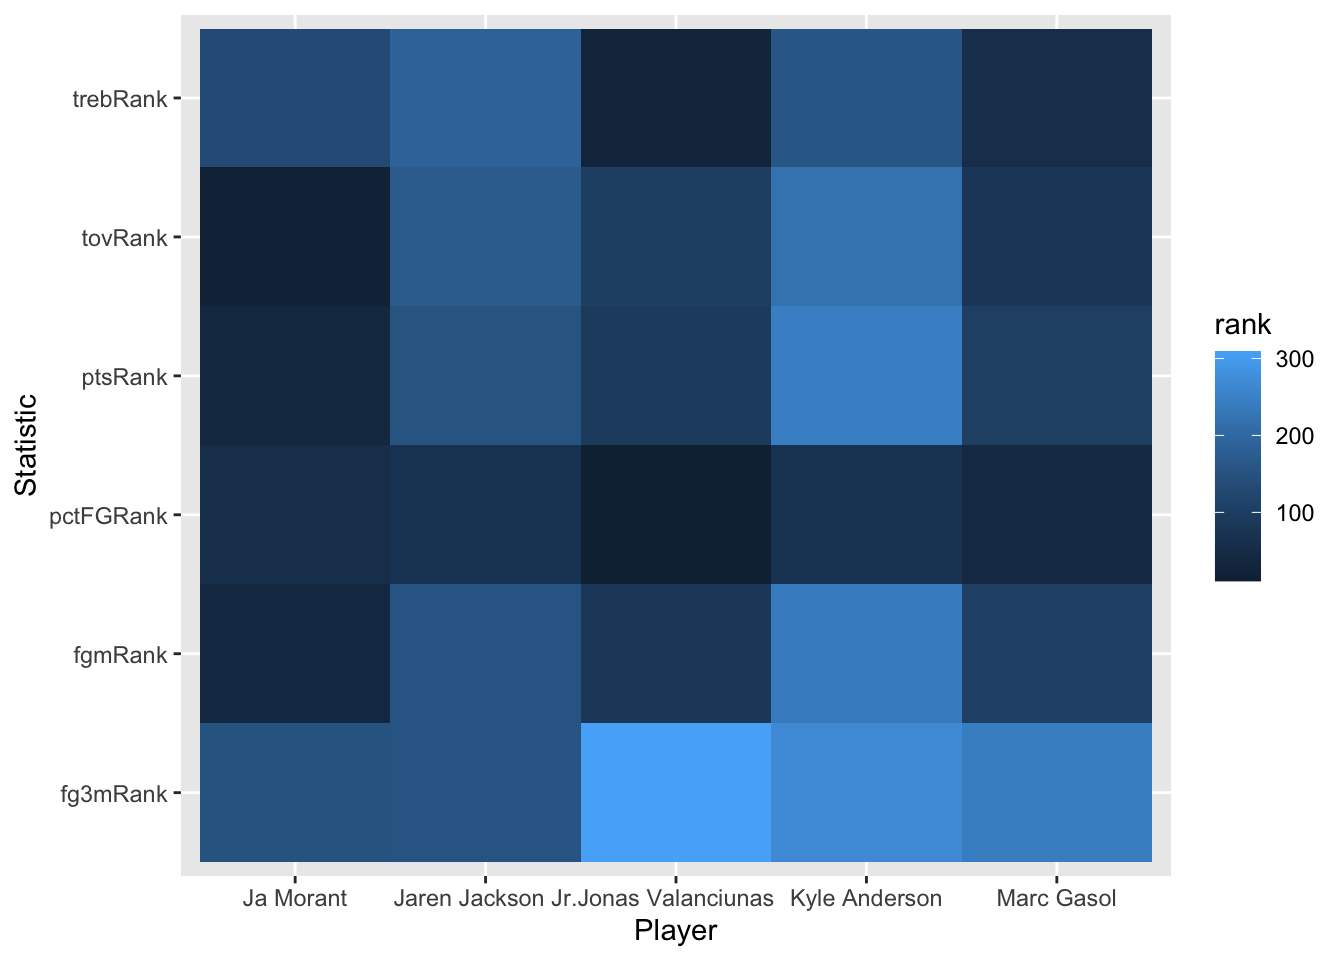 trebRank
tovRank
ptsRank
pctFGRank
fgmRank
fg3mRank
Statistic
Ja Morant Jaren Jackson Jr. Jonas Valanciunas Kyle Anderson Marc Gasol
Player
rank
300
200
100